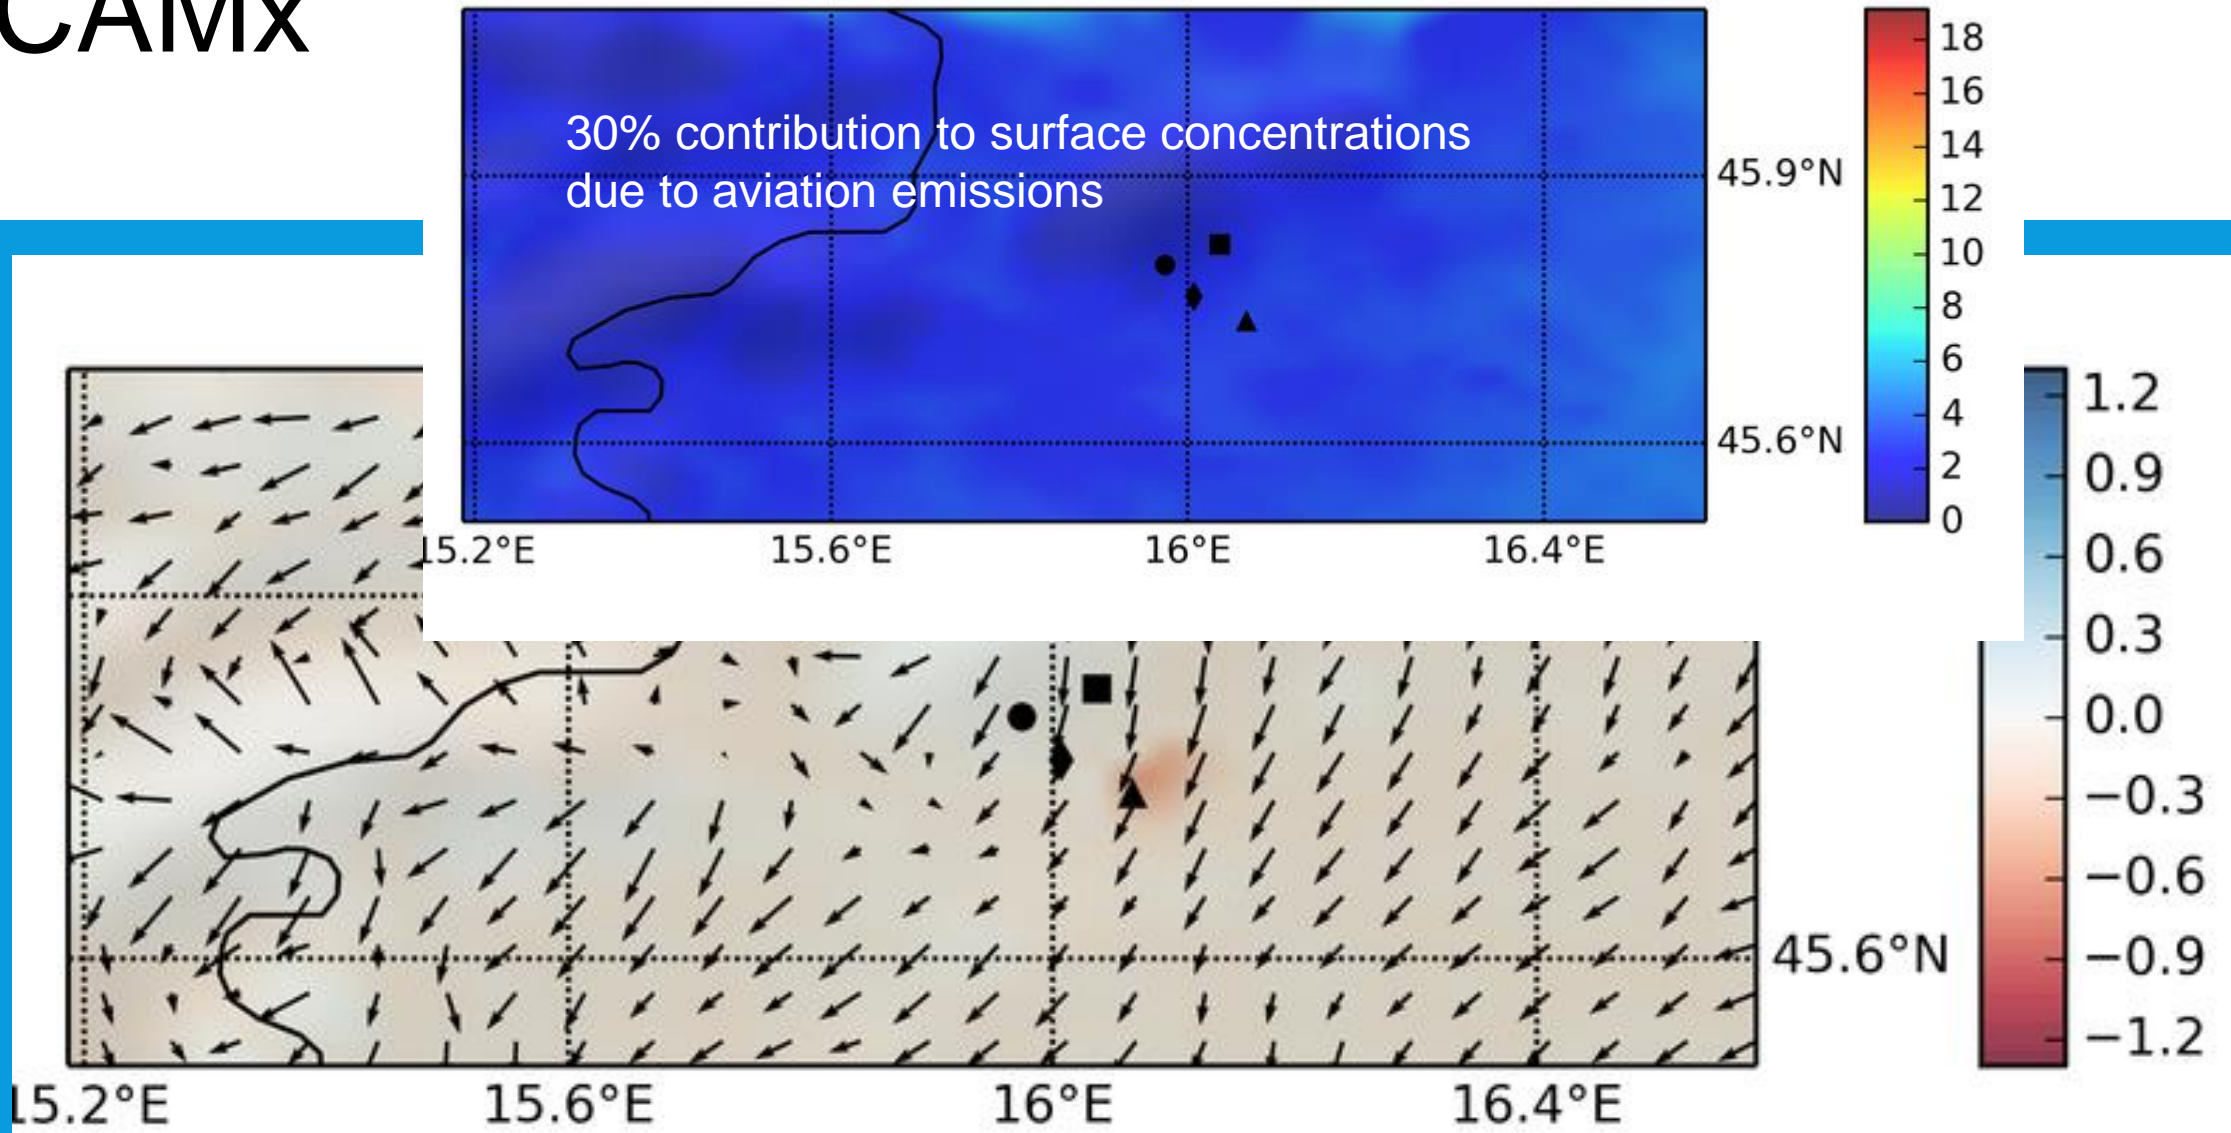 CAMx
30% contribution to surface concentrations
due to aviation emissions
45.9°N
45.6°N
15.2°E 15.6°E 16°E 16.4°E
18
16
14
12
10
8
6
4
2
0
1.2
0.9
0.6
0.3
0.0
−0.3
−0.6
−0.9
−1.2
45.6°N
15.2°E 15.6°E 16°E 16.4°E